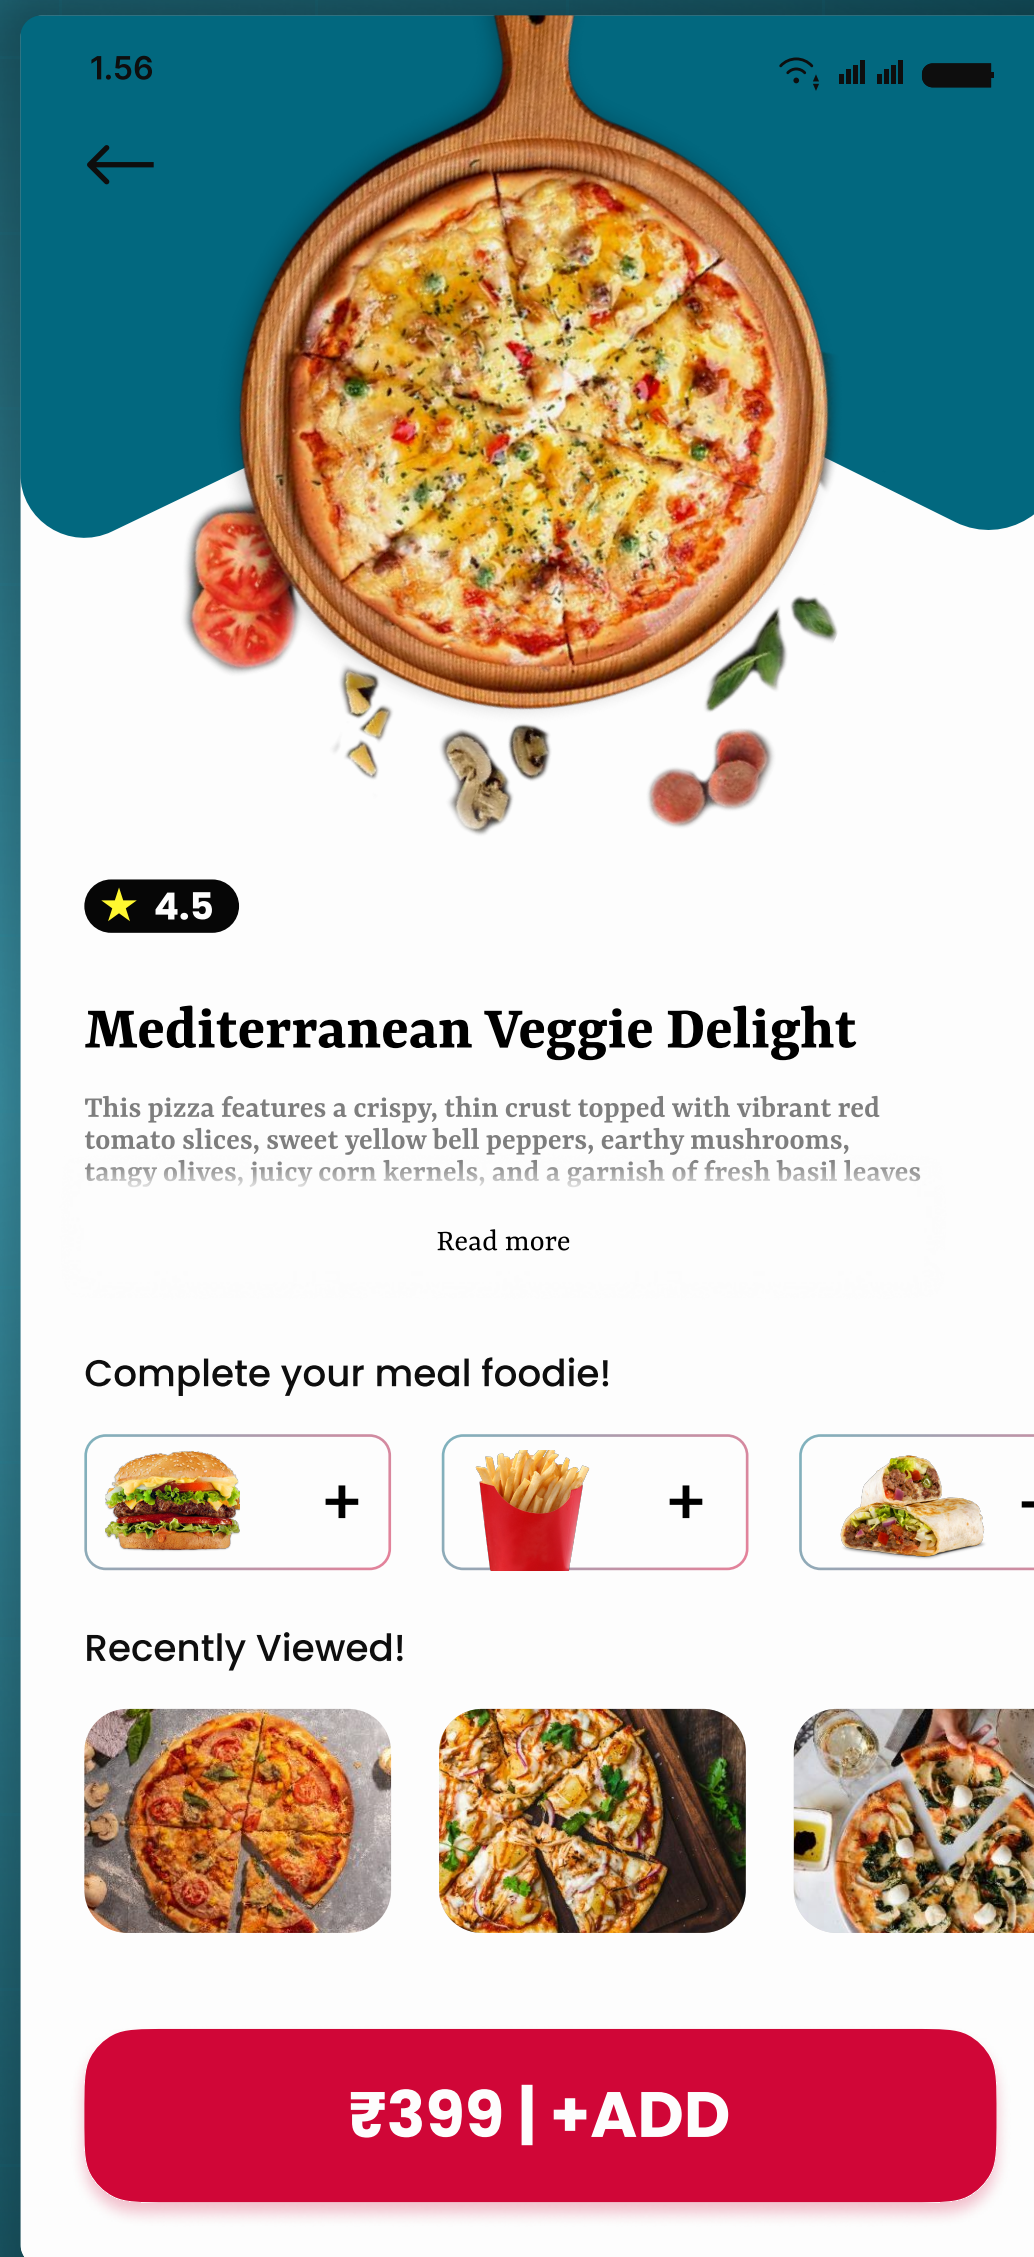 1.56
4.5
Mediterranean Veggie Delight
This pizza features a crispy, thin crust topped with vibrant red
tomato slices, sweet yellow bell peppers, earthy mushrooms,
tangy olives, juicy corn kernels, and a garnish of fresh basil leaves
Read more
Complete your meal foodie!
+
+
Recently Viewed!
₹399 | +ADD